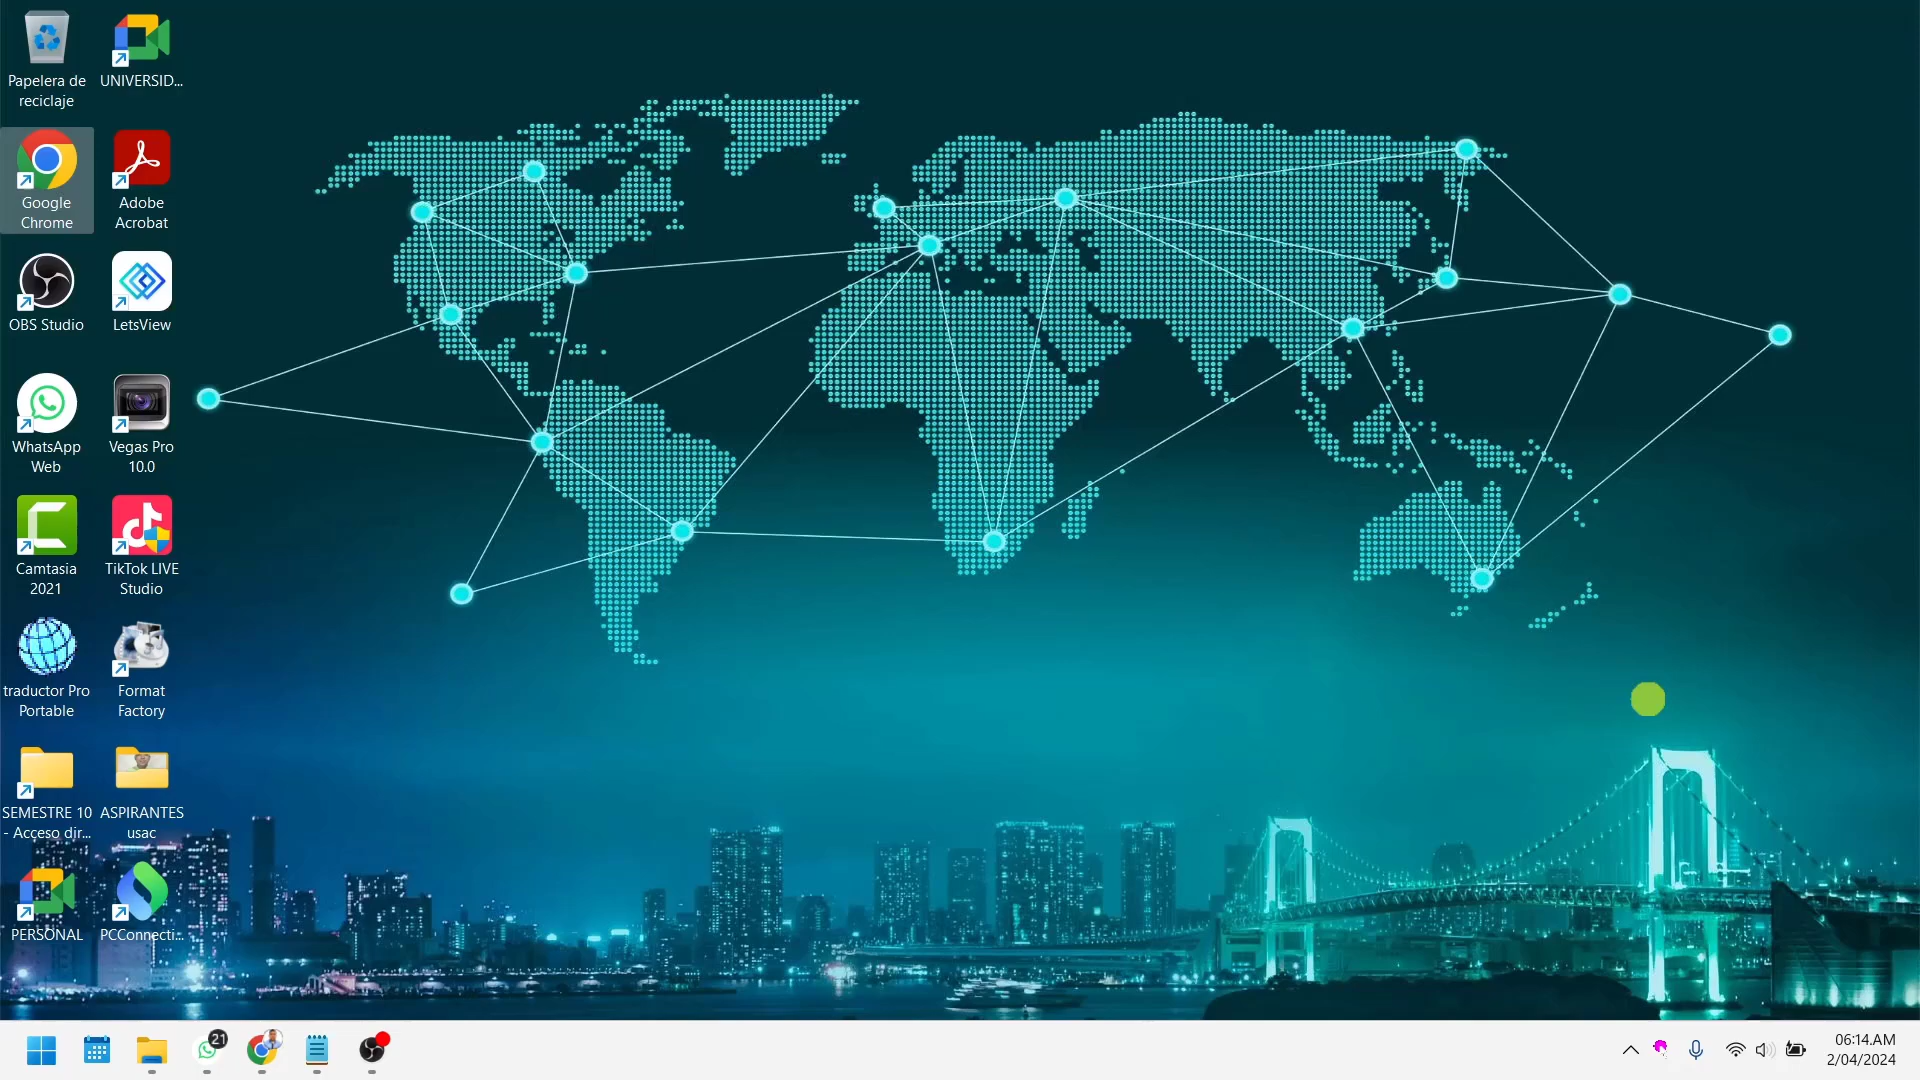 Papelera de
reciclaje
UNIVERSID...
Google
Chrome
Adobe
Acrobat
OBS Studio
LetsView
WhatsApp
Web
Vegas Pro
10.0
Camtasia
2021
TikTok LIVE
Studio
traductor Pro
Portable
Format
Factory
SEMESTRE 10
- Acceso dir...
ASPIRANTES
usac
PERSONAL
PCConnecti...
21
06:14.AM
2/04/2024